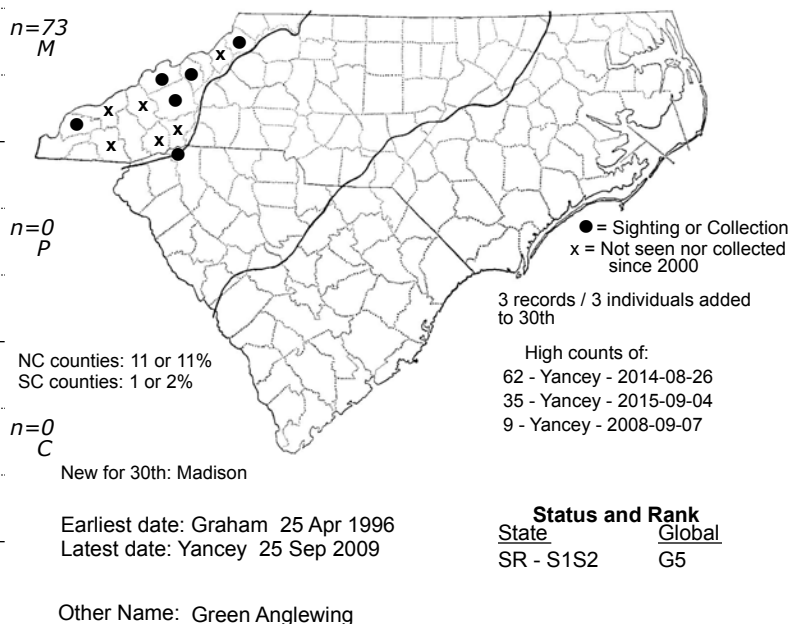 n=73
M
● = Sighting or Collection
x = Not seen nor collected
since 2000
n=0
P
3 records / 3 individuals added
to 30th
NC counties: 11 or 11%
SC counties: 1 or 2%
High counts of:
62 - Yancey - 2014-08-26
35 - Yancey - 2015-09-04
9 - Yancey - 2008-09-07
n=0
C
New for 30th: Madison
Earliest date: Graham 25 Apr 1996
Latest date: Yancey 25 Sep 2009
Status and Rank
State Global
SR - S1S2 G5
Other Name: Green Anglewing